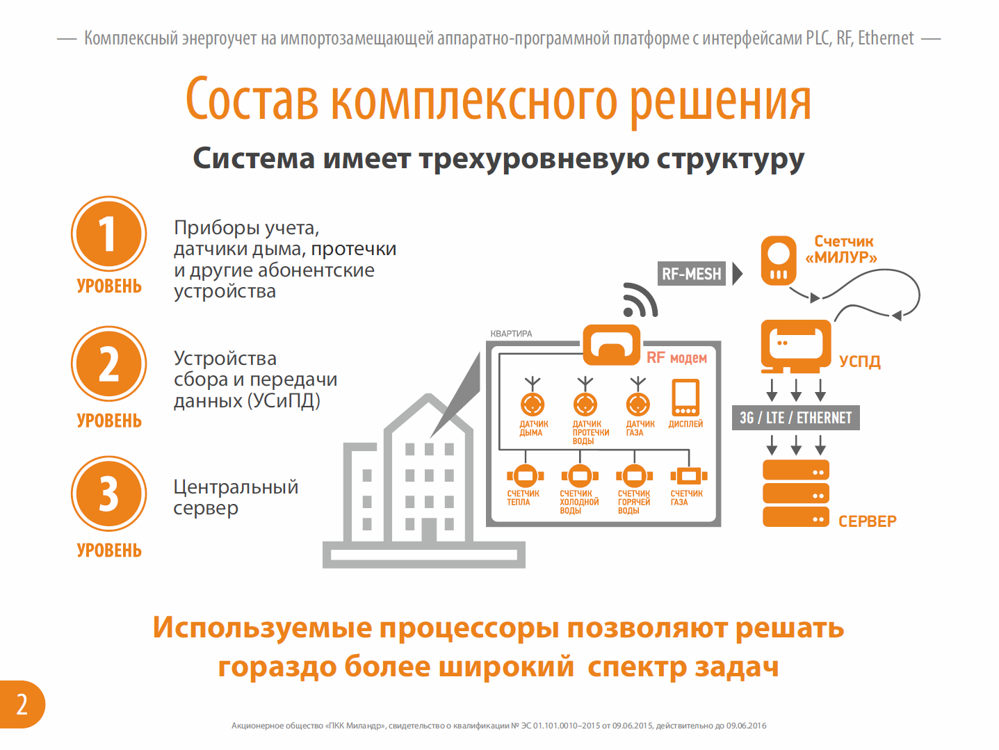 — Комплексный энергоучет на импортозамещающей аппаратно-программной платформе с интерфейсами PLC, RF, Ethernet —
Состав комплексного решения
Система имеет трехуровневую структуру
1
УРОВЕНЬ
Приборы учета,
датчики дыма, протечки
и другие абонентские
устройства
2
УРОВЕНЬ
Устройства
сбора и передачи
данных (УСиПД)
3
УРОВЕНЬ
Центральный
сервер
КВАРТИРА
RF модем
ДАТЧИК
ДЫМА
ДАТЧИК
ПРОТЕЧКИ
ВОДЫ
ДАТЧИК
ГАЗА
ДИСПЛЕЙ
СЧЕТЧИК
ТЕПЛА
СЧЕТЧИК
ХОЛОДНОЙ
ВОДЫ
СЧЕТЧИК
ГОРЯЧЕЙ
ВОДЫ
СЧЕТЧИК
ГАЗА
RF-MESH
Счетчик
«МИЛУР»
УСПД
3G / LTE / ETHERNET
СЕРВЕР
Используемые процессоры позволяют решать
гораздо более широкий спектр задач
2
Акционерное общество «ПКК Миландр», свидетельство о квалификации № ЭС 01.101.0010–2015 от 09.06.2015, действительно до 09.06.2016